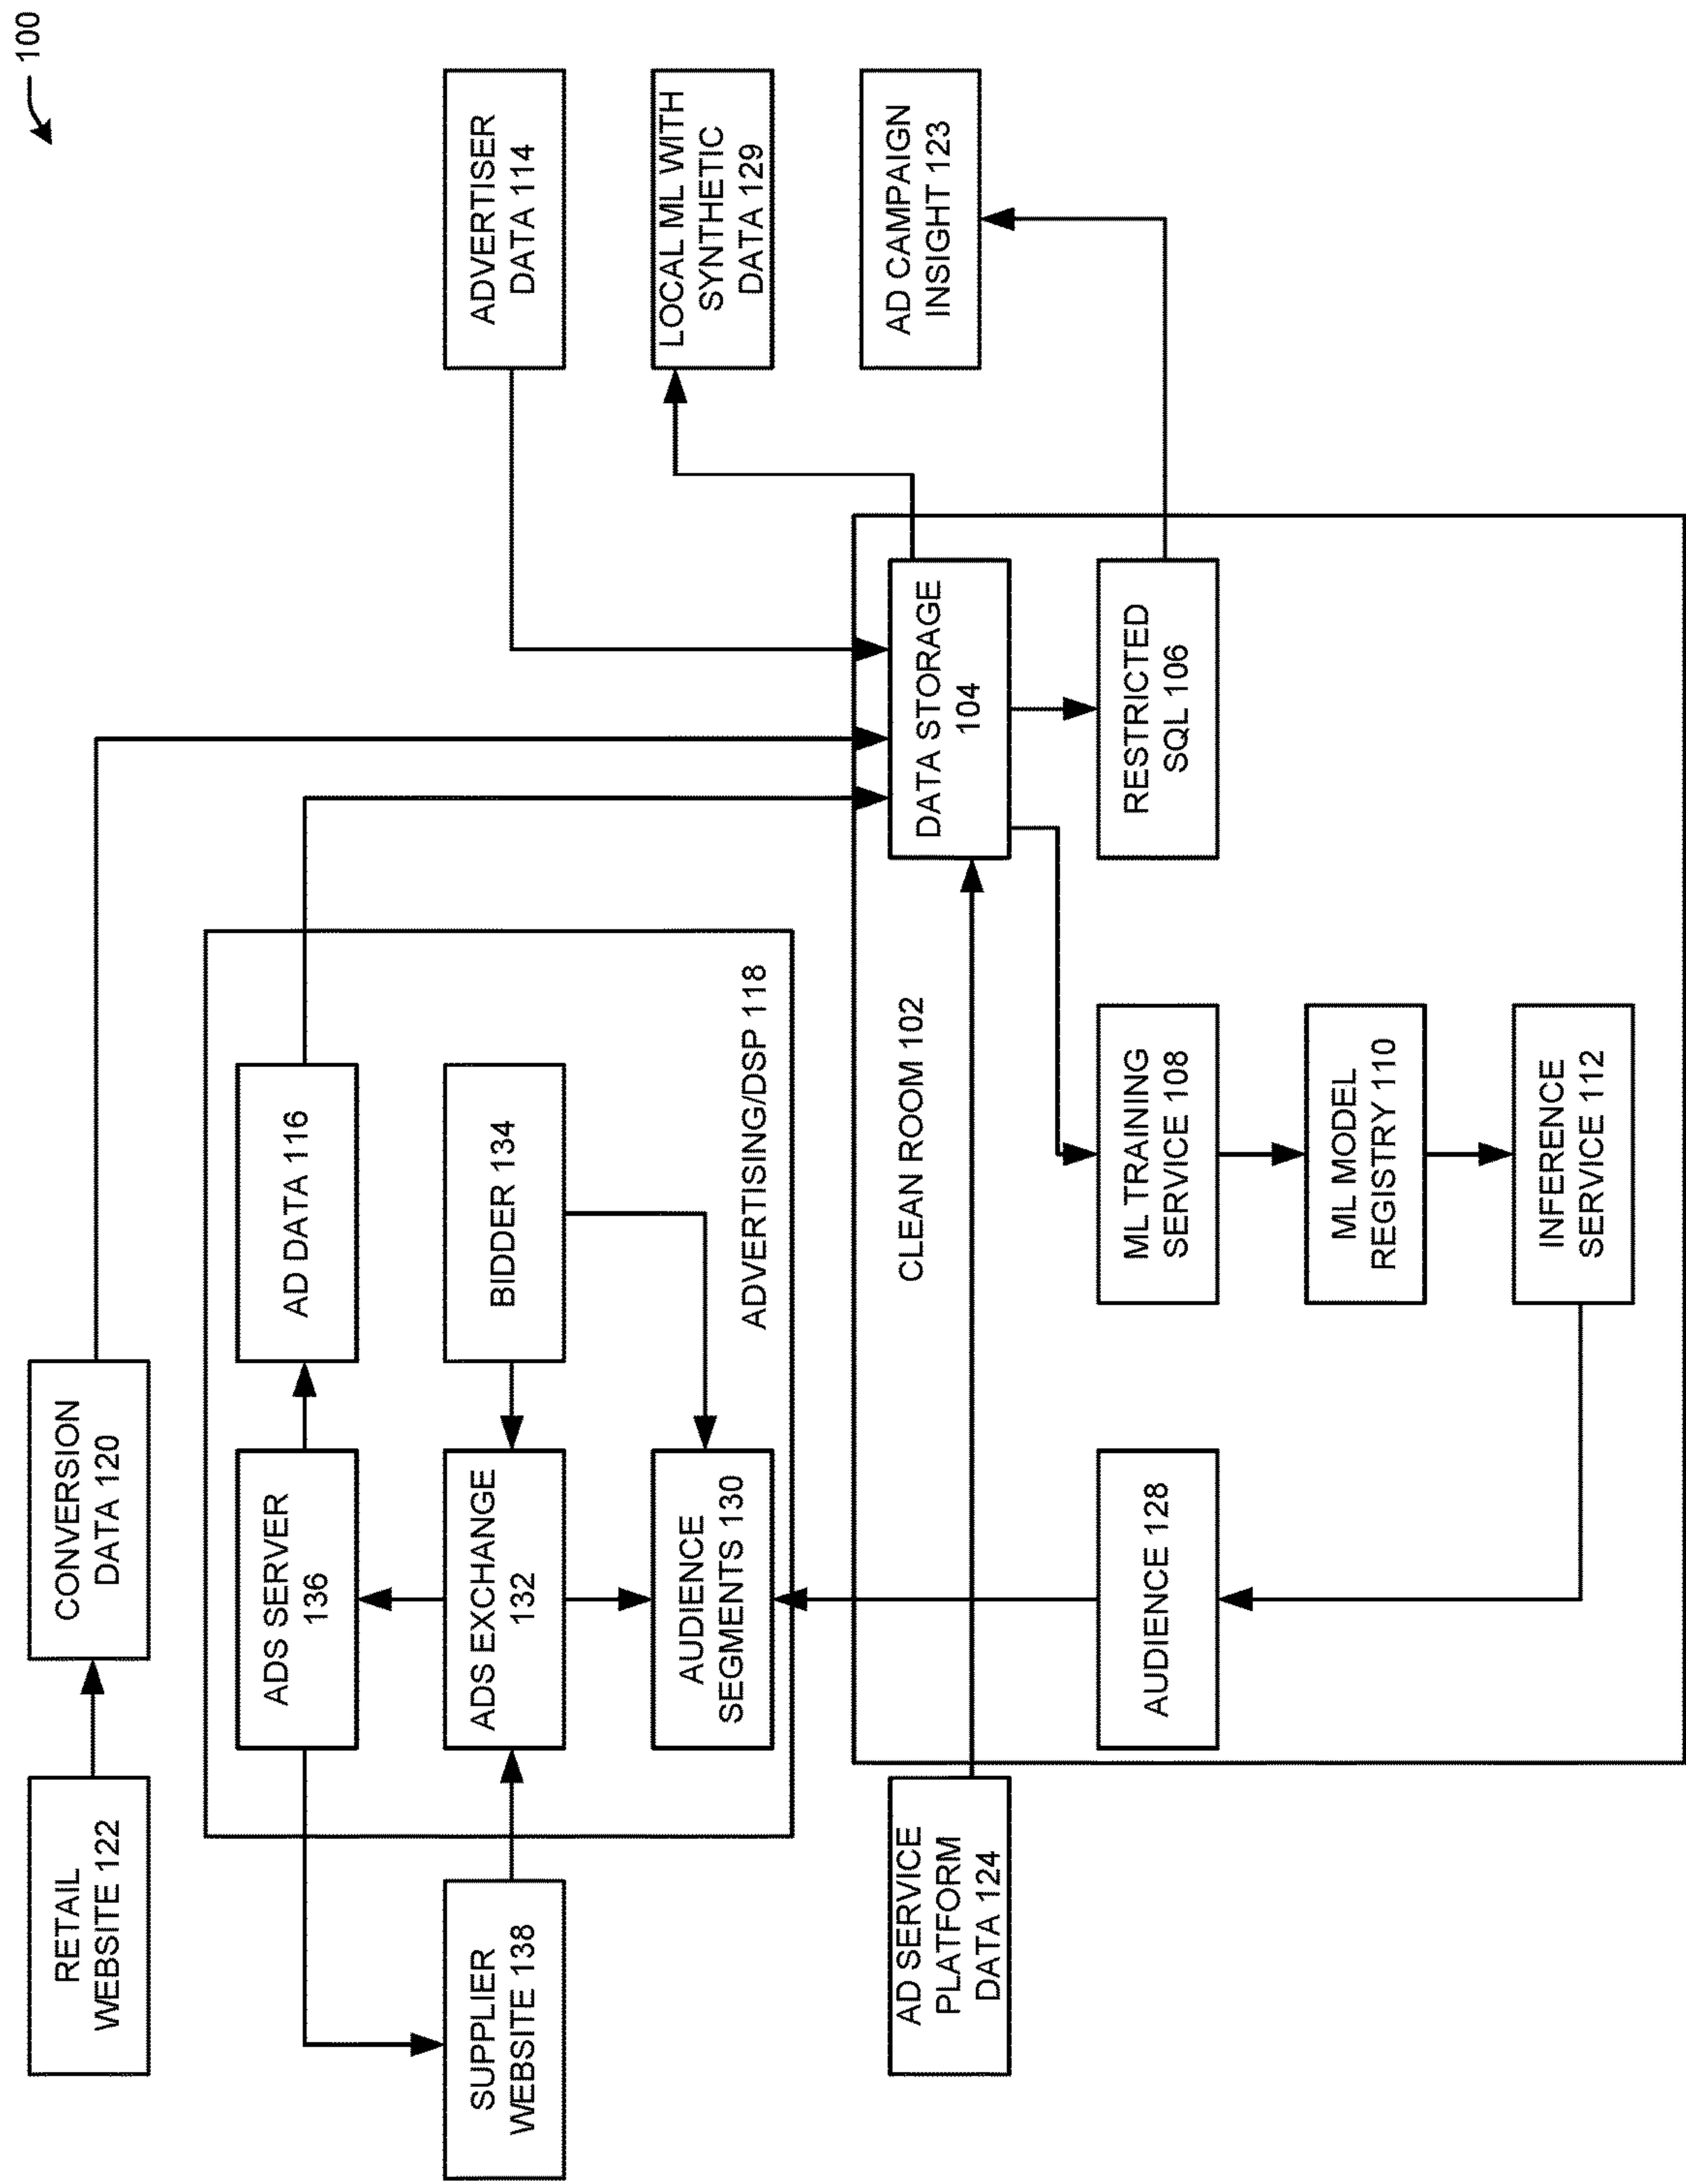 100
RETAIL
WEBSITE 122
CONVERSION
DATA 120
SUPPLIER
WEBSITE 138
ADS SERVER
136
AD DATA 116
ADS EXCHANGE
132
BIDDER 134
AUDIENCE
SEGMENTS 130
ADVERTISING/DSP 118
ADVERTISER
DATA 114
LOCAL ML WITH
SYNTHETIC
DATA 129
AD CAMPAIGN
INSIGHT 123
AD SERVICE
PLATFORM
DATA 124
CLEAN ROOM 102
DATA STORAGE
104
AUDIENCE 128
ML TRAINING
SERVICE 108
RESTRICTED
SQL 106
ML MODEL
REGISTRY 110
INFERENCE
SERVICE 112